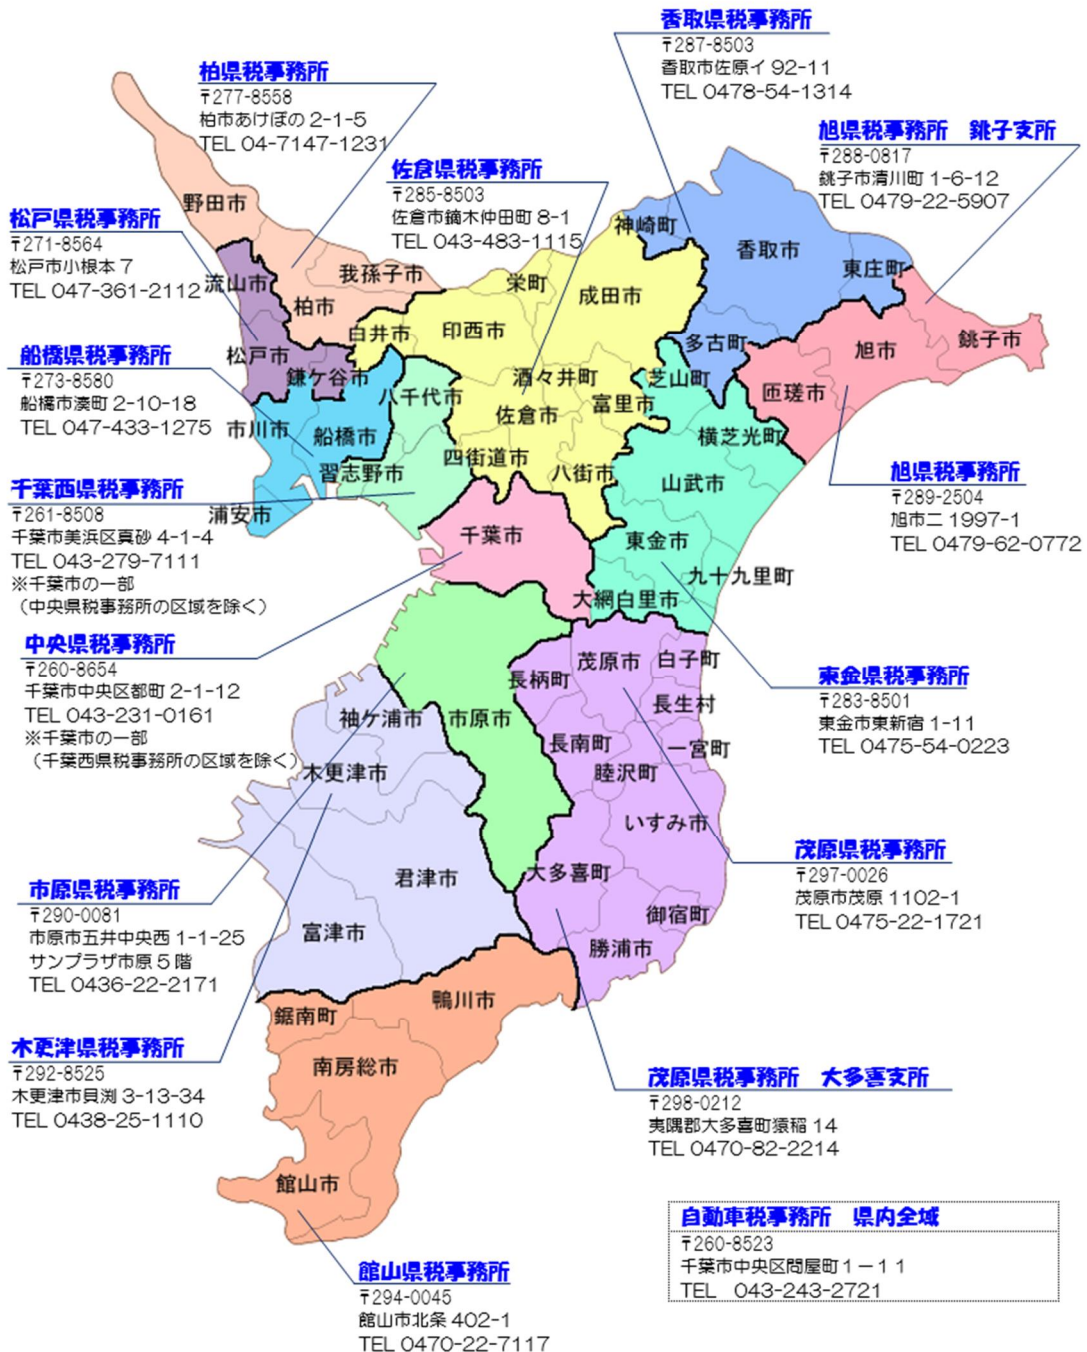 香取県税事務所
〒287-8503
香取市佐原イ 92-11
TEL 0478-54-1314
柏県税事務所
〒277-8558
柏市あけぼの 2-1-5
TEL 04-7147-1231
旭県税事務所　銚子支所
〒288-0817
銚子市清川町 1-6-12
TEL 0479-22-5907
佐倉県税事務所
〒285-8503
佐倉市鏑木仲田町 8-1
TEL 043-483-1115
松戸県税事務所
〒271-8564
松戸市小根本 7
TEL 047-361-2112
船橋県税事務所
〒273-8580
船橋市湊町 2-10-18
TEL 047-433-1275
千葉西県税事務所
〒261-8508
千葉市美浜区真砂 4-1-4
TEL 043-279-7111
※千葉市の一部
（中央県税事務所の区域を除く）
中央県税事務所
〒260-8654
千葉市中央区都町 2-1-12
TEL 043-231-0161
※千葉市の一部
（千葉西県税事務所の区域を除く）
市原県税事務所
〒290-0081
市原市五井中央西 1-1-25
サンプラザ市原 5 階
TEL 0436-22-2171
木更津県税事務所
〒292-8525
木更津市貝渕 3-13-34
TEL 0438-25-1110
野田市
流山市
我孫子市
柏市
松戸市
鎌ケ谷市
白井市
印西市
栄町
成田市
神崎町
香取市
東庄町
多古町
旭市
銚子市
匝瑳市
酒々井町
芝山町
富里市
佐倉市
横芝光町
八千代市
市川市
船橋市
習志野市
四街道市
八街市
山武市
浦安市
千葉市
東金市
九十九里町
大網白里市
茂原市
白子町
長柄町
長生村
袖ケ浦市
市原市
長南町
一宮町
木更津市
睦沢町
いすみ市
君津市
大多喜町
御宿町
富津市
勝浦市
鴨川市
鋸南町
南房総市
館山市
旭県税事務所
〒289-2504
旭市ニ 1997-1
TEL 0479-62-0772
東金県税事務所
〒283-8501
東金市東新宿 1-11
TEL 0475-54-0223
茂原県税事務所
〒297-0026
茂原市茂原 1102-1
TEL 0475-22-1721
茂原県税事務所　大多喜支所
〒298-0212
夷隅郡大多喜町猿稲 14
TEL 0470-82-2214
館山県税事務所
〒294-0045
館山市北条 402-1
TEL 0470-22-7117
自動車税事務所　県内全域
〒260-8523
千葉市中央区問屋町１－１１
TEL　043-243-2721